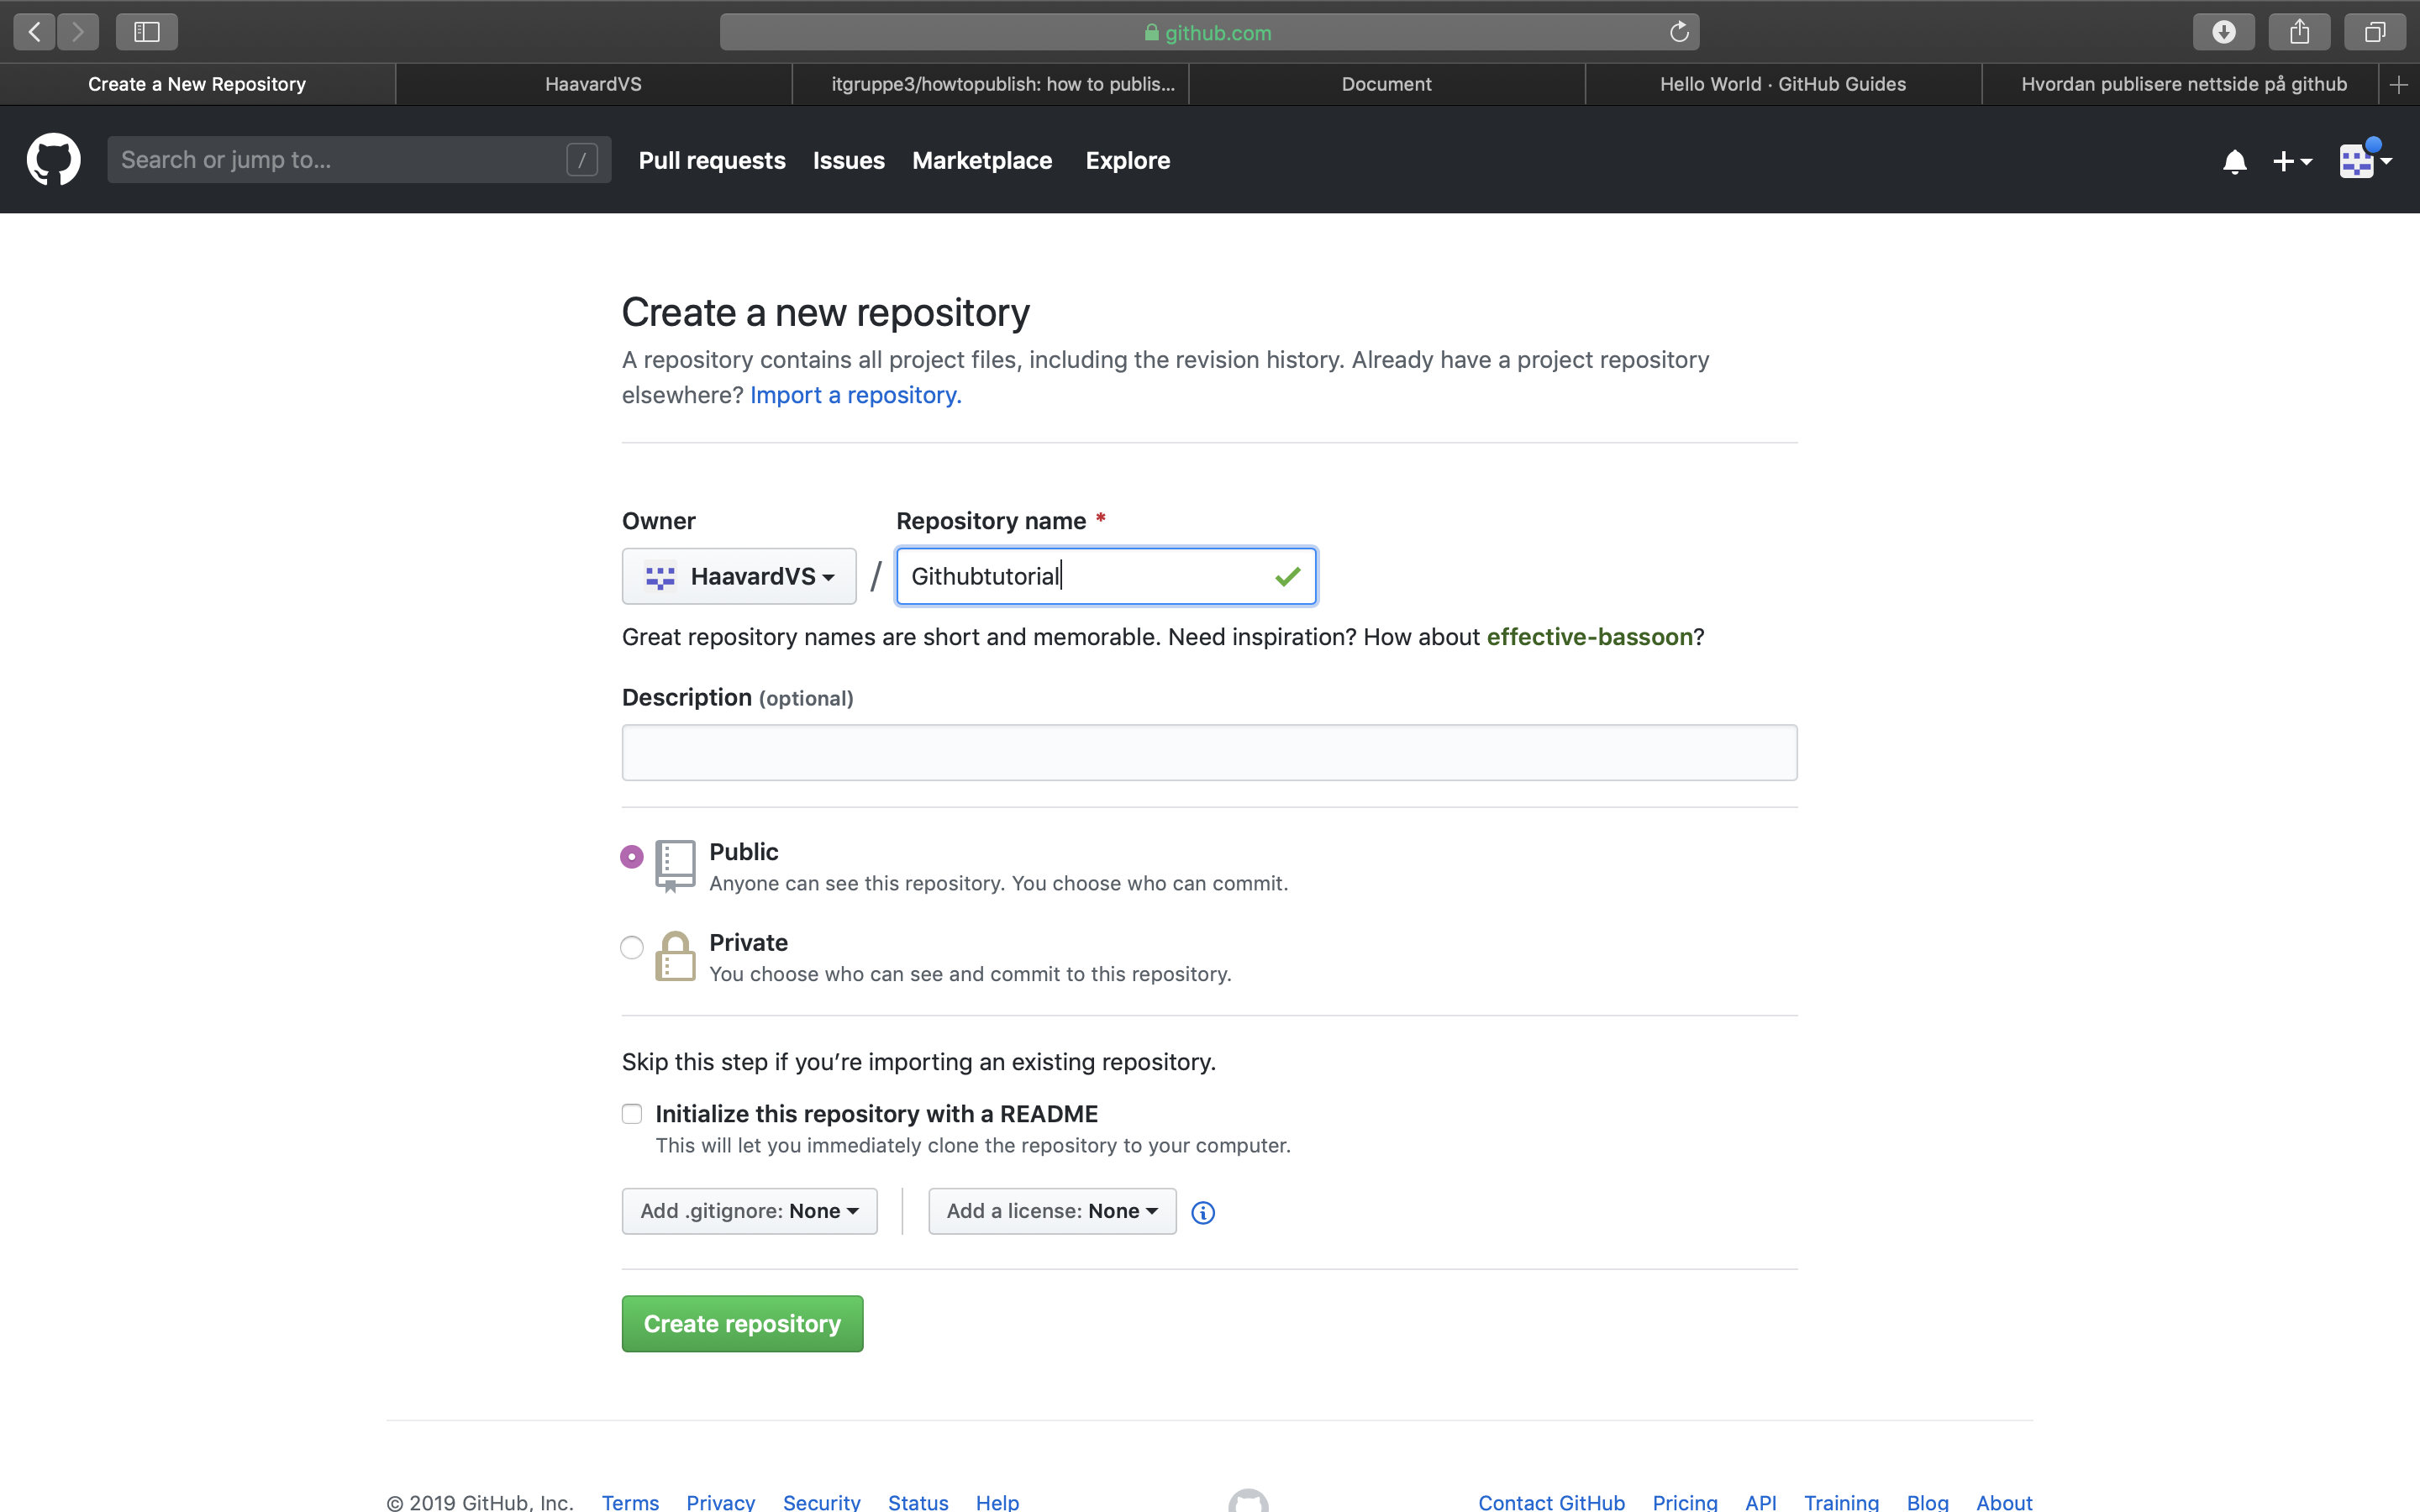 github.com
Create a New Repository
HaavardVS
itgruppe3/howtopublish: how to publis...
Document
Hello World · GitHub Guides
Hvordan publisere nettside på github
Search or jump to...
/
Pull requests
Issues
Marketplace
Explore
Create a new repository
A repository contains all project files, including the revision history. Already have a project repository
elsewhere? Import a repository.
Owner
Repository name *
HaavardVS
/
Githubtutorial
Great repository names are short and memorable. Need inspiration? How about effective-bassoon?
Description (optional)
Public
Anyone can see this repository. You choose who can commit.
Private
You choose who can see and commit to this repository.
Skip this step if you’re importing an existing repository.
Initialize this repository with a README
This will let you immediately clone the repository to your computer.
Add .gitignore: None
Add a license: None
Create repository
© 2019 GitHub, Inc.
Terms
Privacy
Security
Status
Help
Contact GitHub
Pricing
API
Training
Blog
About